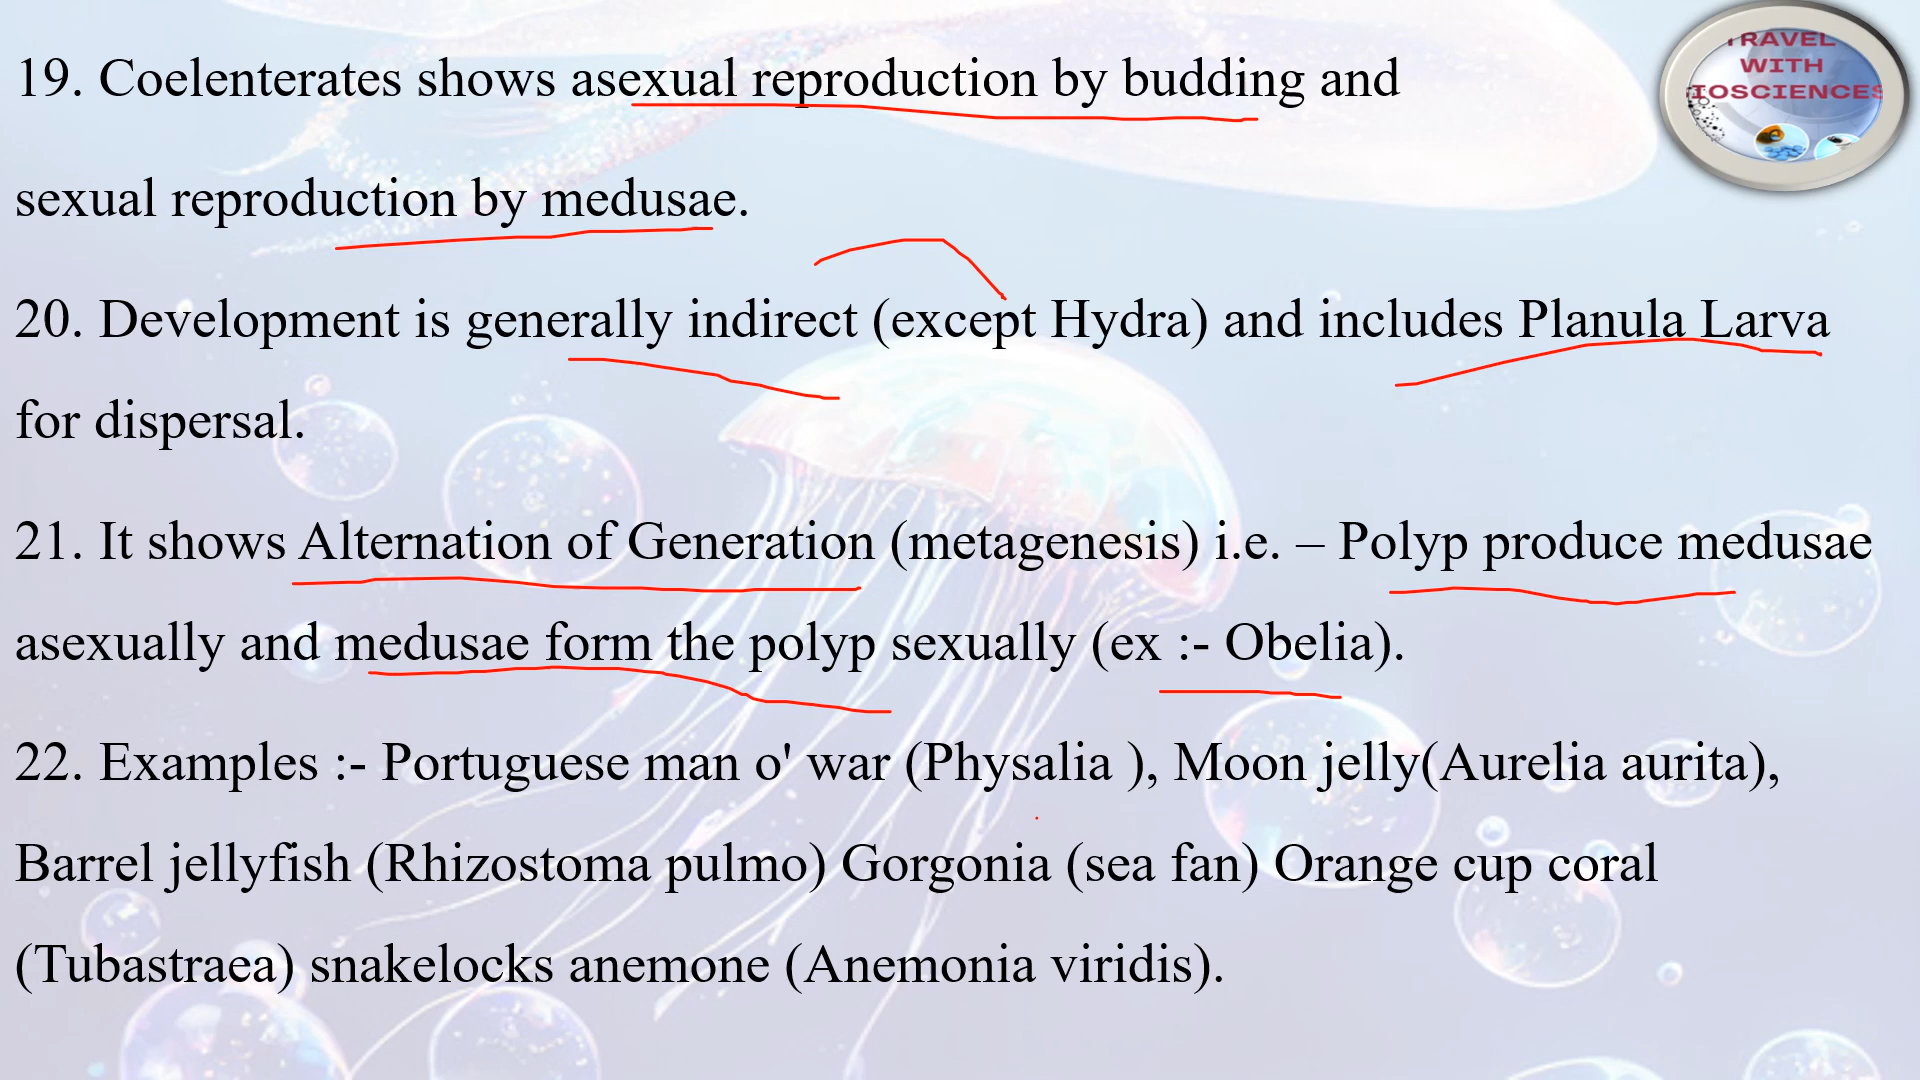 19. Coelenterates shows asexual reproduction by budding and
sexual reproduction by medusae.
20. Development is generally indirect (except Hydra) and includes Planula Larva
for dispersal.
21. It shows Alternation of Generation (metagenesis) i.e. – Polyp produce medusae
asexually and medusae form the polyp sexually (ex :- Obelia).
22. Examples :- Portuguese man o' war (Physalia ), Moon jelly(Aurelia aurita),
Barrel jellyfish (Rhizostoma pulmo) Gorgonia (sea fan) Orange cup coral
(Tubastraea) snakelocks anemone (Anemonia viridis).
TRAVEL
WITH
IOSCIENCES